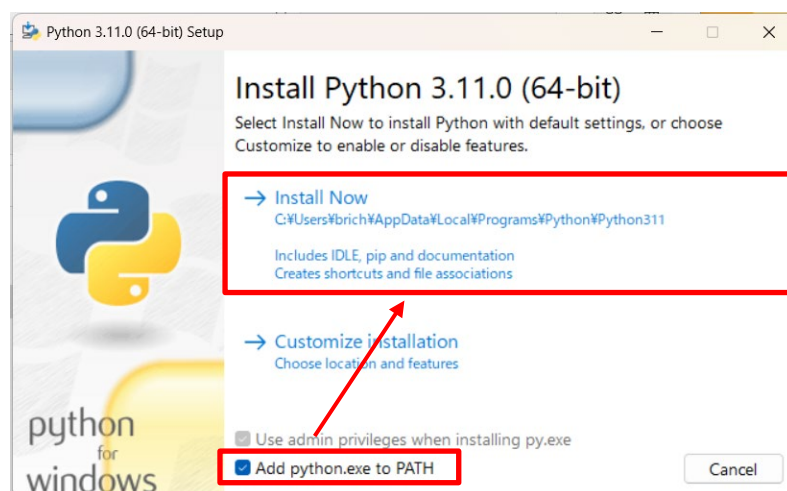 Python 3.11.0 (64-bit) Setup
Install Python 3.11.0 (64-bit)
Select Install Now to install Python with default settings, or choose
Customize to enable or disable features.
Install Now
C:¥Users¥brich¥AppData¥Local¥Programs¥Python¥Python311
Includes IDLE, pip and documentation
Creates shortcuts and file associations
Customize installation
Choose location and features
Use admin privileges when installing py.exe
Add python.exe to PATH
Cancel
python
for
windows